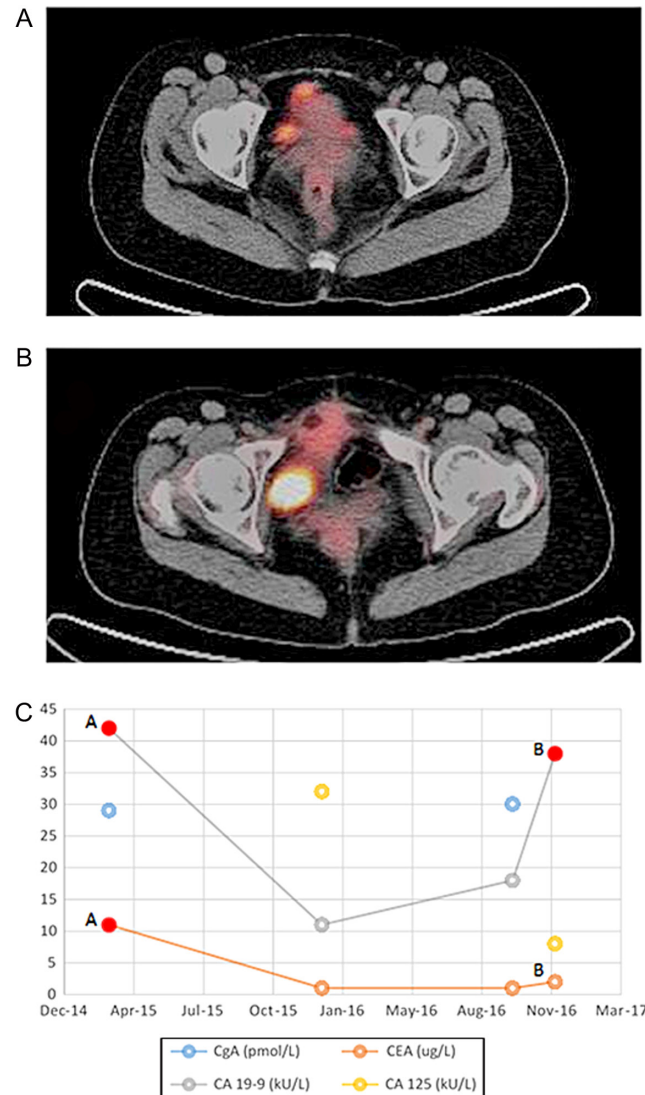 A
B
C
45
40
35
30
25
20
15
10
5
0
A
B
A
B
Dec-14 Apr-15 Jul-15 Oct-15 Jan-16 May-16 Aug-16 Nov-16 Mar-17
CgA (pmol/L) CEA (ug/L)
CA 19-9 (kU/L) CA 125 (kU/L)